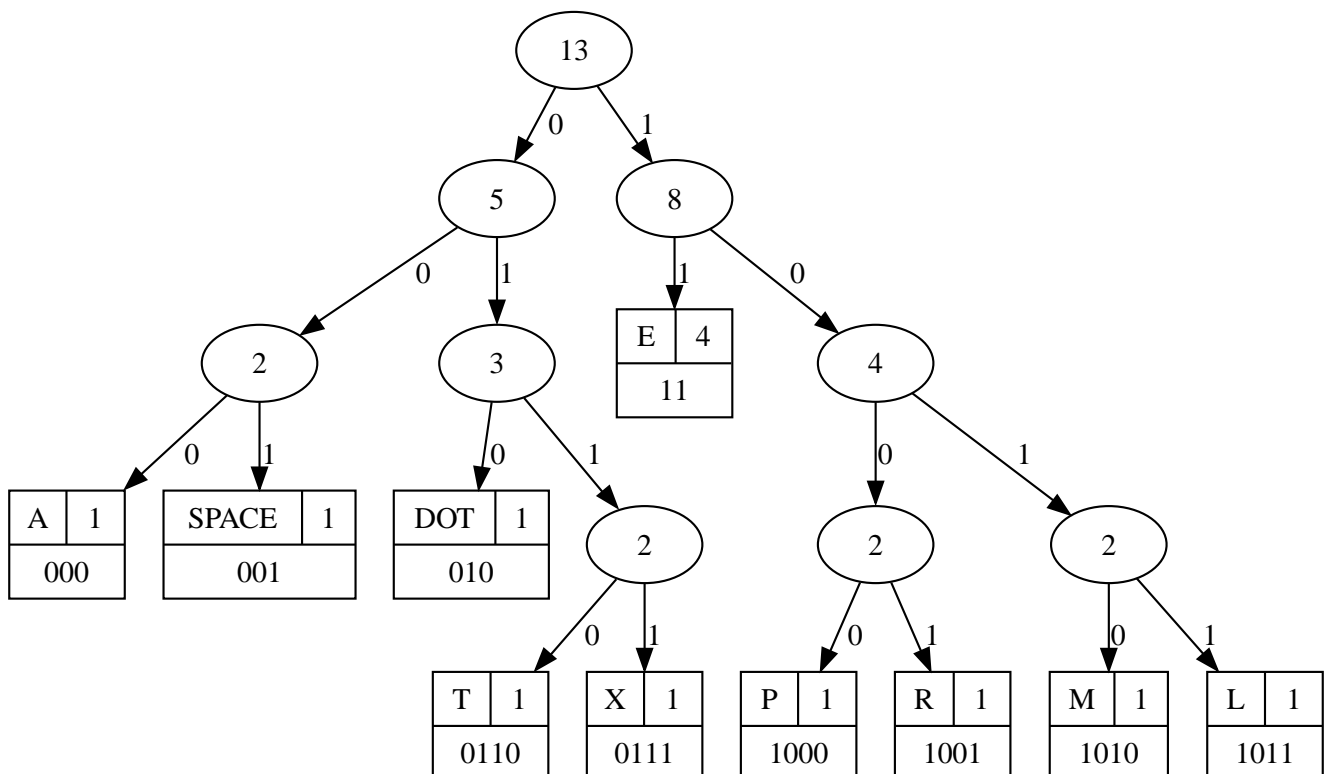 13
0 1
5 8
0 1 1 0
E 4
2 3 11 4
0 1 0 1 0 1
A 1 SPACE 1 DOT 1
000 001 010 2 2 2
0 1 0 1 0 1
T 1 X 1 P 1 R 1 M 1 L 1
0110 0111 1000 1001 1010 1011